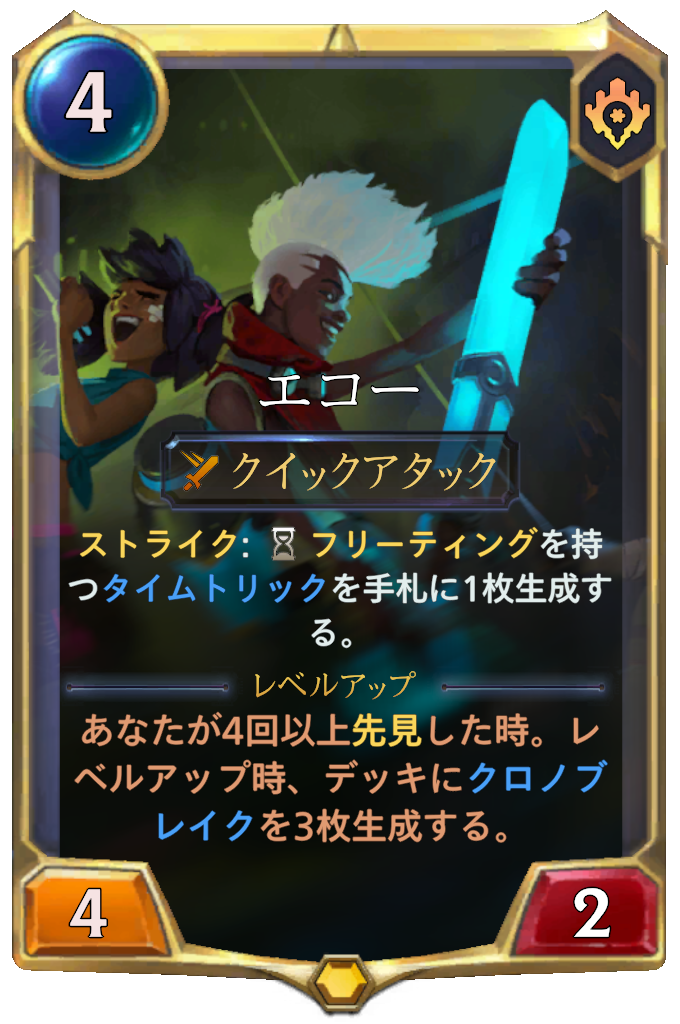 4
エコー
クイックアタック
ストライク: フリーティングを持
つタイムトリックを手札に1枚生成す
る。
レベルアップ
あなたが4回以上先見した時。レ
ベルアップ時、デッキにクロノブ
レイクを3枚生成する。
4
2